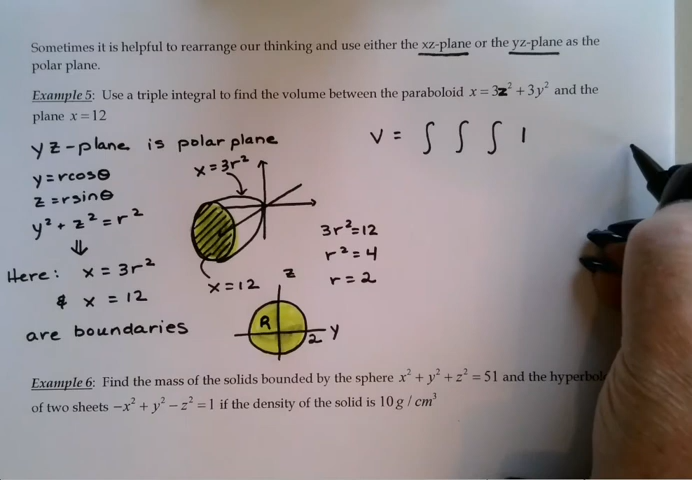 Sometimes it is helpful to rearrange our thinking and use either the xz-plane or the yz-plane as the
polar plane.
Example 5: Use a triple integral to find the volume between the paraboloid x = 3z² + 3y² and the
plane x = 12
YZ-plane is polar plane
y = rcosθ
z = rsinθ
y² + z² = r²
⇓
Here: x = 3r²
& x = 12
are boundaries
x = 3r²
x = 12
3r² = 12
r² = 4
r = 2
Z
R
2
Y
V = ∫ ∫ ∫ 1
Example 6: Find the mass of the solids bounded by the sphere x² + y² + z² = 51 and the
of two sheets −x² + y² − z² = 1 if the density of the solid is 10 g / cm³